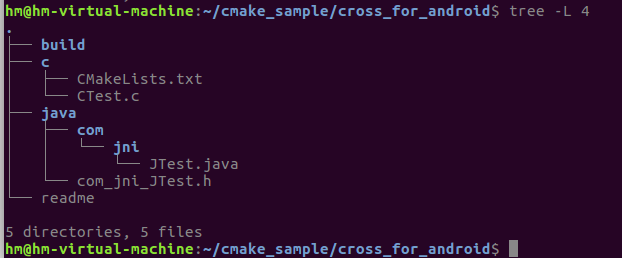 hm@hm-virtual-machine:~/cmake_sample/cross_for_android$ tree -L 4
.
├── build
├── c
│   ├── CMakeLists.txt
│   └── CTest.c
├── java
│   ├── com
│   │   └── jni
│   │       └── JTest.java
│   └── com_jni_JTest.h
└── readme

5 directories, 5 files
hm@hm-virtual-machine:~/cmake_sample/cross_for_android$